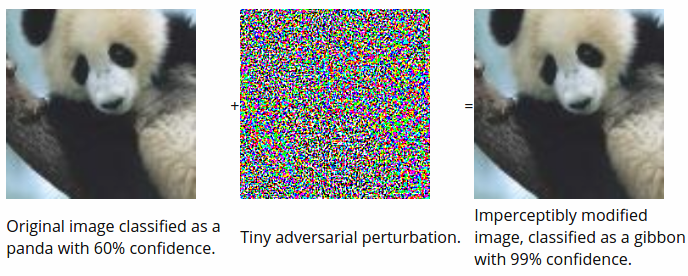 +
=
Original image classified as a
panda with 60% confidence.
Tiny adversarial perturbation.
Imperceptibly modified
image, classified as a gibbon
with 99% confidence.